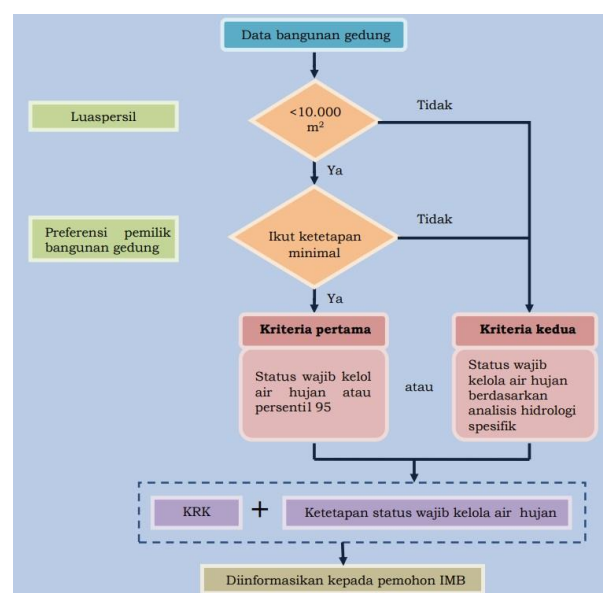 Data bangunan gedung
Luaspersil
<10.000
m²
Tidak
Ya
Preferensi pemilik
bangunan gedung
Ikut ketetapan
minimal
Tidak
Ya
Kriteria pertama
Status wajib kelol
air hujan atau
persenti1 95
atau
Kriteria kedua
Status wajib
kelola air hujan
berdasarkan
analisis hidrologi
spesifik
KRK
+
Ketetapan status wajib kelola air hujan
Diinformasikan kepada pemohon IMB